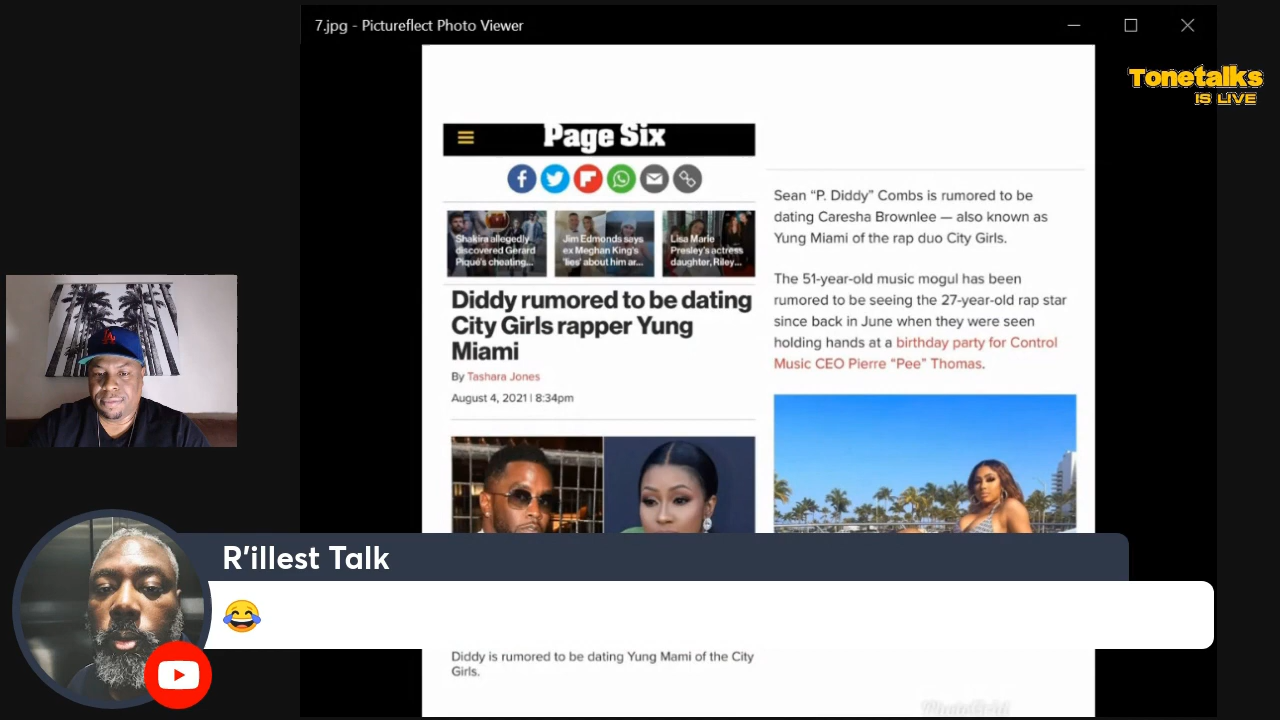 7.jpg - Pictureflect Photo Viewer
Tonetalks
IS LIVE
Page Six
Shakira allegedly
discovered Gerard
Piqué's cheating...
Jim Edmonds says
ex Meghan King's
'lies' about him ar...
Lisa Marie
Presley's actress
daughter, Riley...
Diddy rumored to be dating
City Girls rapper Yung
Miami
By Tashara Jones
August 4, 2021 | 8:34pm
Sean “P. Diddy” Combs is rumored to be
dating Caresha Brownlee — also known as
Yung Miami of the rap duo City Girls.
The 51-year-old music mogul has been
rumored to be seeing the 27-year-old rap star
since back in June when they were seen
holding hands at a birthday party for Control
Music CEO Pierre “Pee” Thomas.
R'illest Talk
😂
Diddy is rumored to be dating Yung Mami of the City
Girls.
PhotoGrid